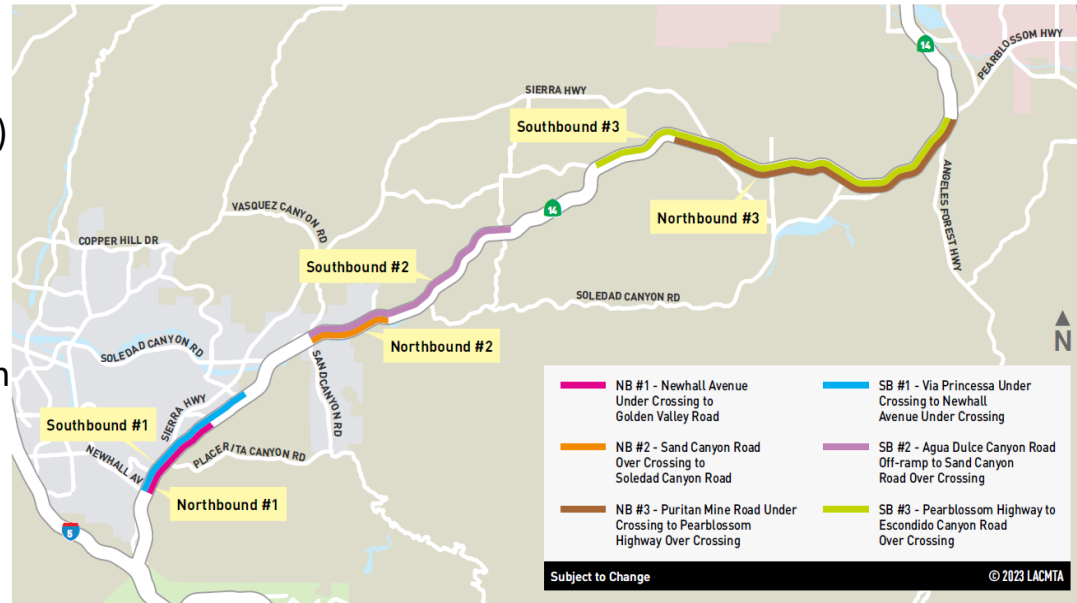 14
PEARBLOSSOM HWY
SIERRA HWY
Southbound #3
)
14
Northbound #3
ANGELES FOREST HWY
VASQUEZ CANYON RD
COPPER HILL DR
Southbound #2
SOLEDAD CANYON RD
N
SOLEDAD CANYON RD
Northbound #2
n
SAND CANYON RD
SIERRA HWY
Southbound #1
NEWHALL AV
PLACERITA CANYON RD
Northbound #1
5
NB #1 - Newhall Avenue
Under Crossing to
Golden Valley Road
SB #1 - Via Princessa Under
Crossing to Newhall
Avenue Under Crossing
NB #2 - Sand Canyon Road
Over Crossing to
Soledad Canyon Road
SB #2 - Agua Dulce Canyon Road
Off-ramp to Sand Canyon
Road Over Crossing
NB #3 - Puritan Mine Road Under
Crossing to Pearblossom
Highway Over Crossing
SB #3 - Pearblossom Highway to
Escondido Canyon Road
Over Crossing
Subject to Change
© 2023 LACMTA